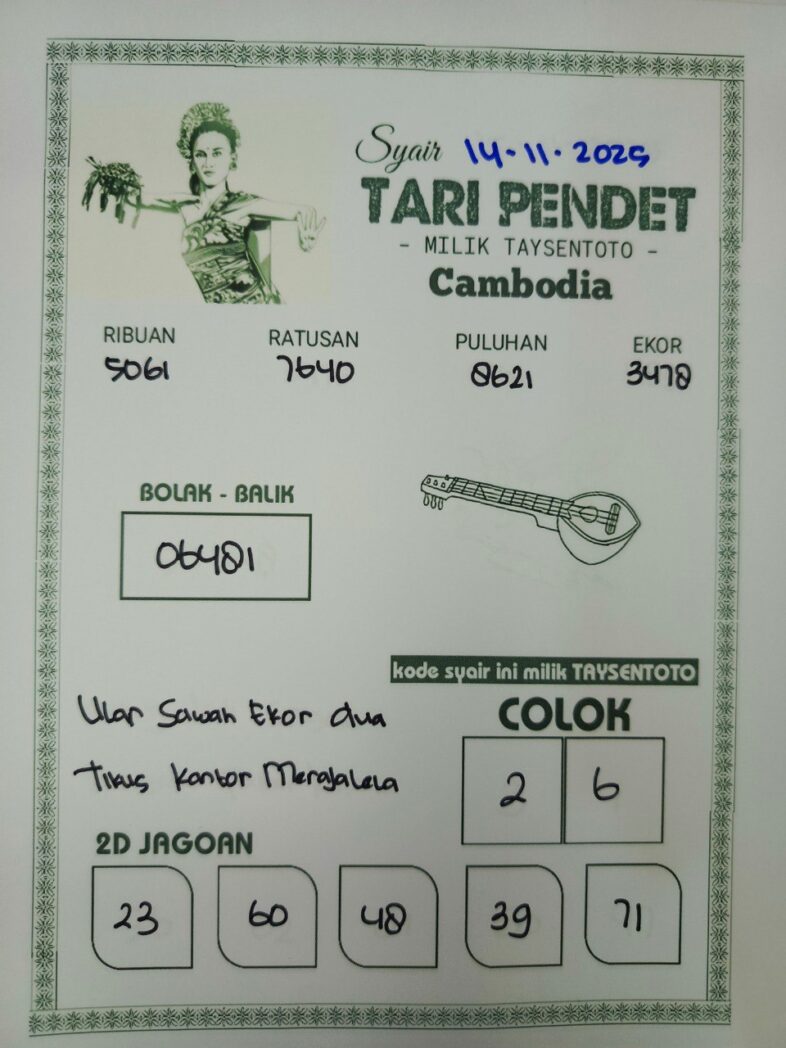 Syair 14-11-2025
TARI PENDET
- MILIK TAYSENTOTO -
Cambodia
RIBUAN RATUSAN PULUHAN EKOR
5061 7640 8621 3478
BOLAK - BALIK
06481
kode syair ini milik TAYSENTOTO
Ular Sawah Ekor dua
Tikus Kantor Merajalela
COLOK
2 6
2D JAGOAN
23 60 48 39 71